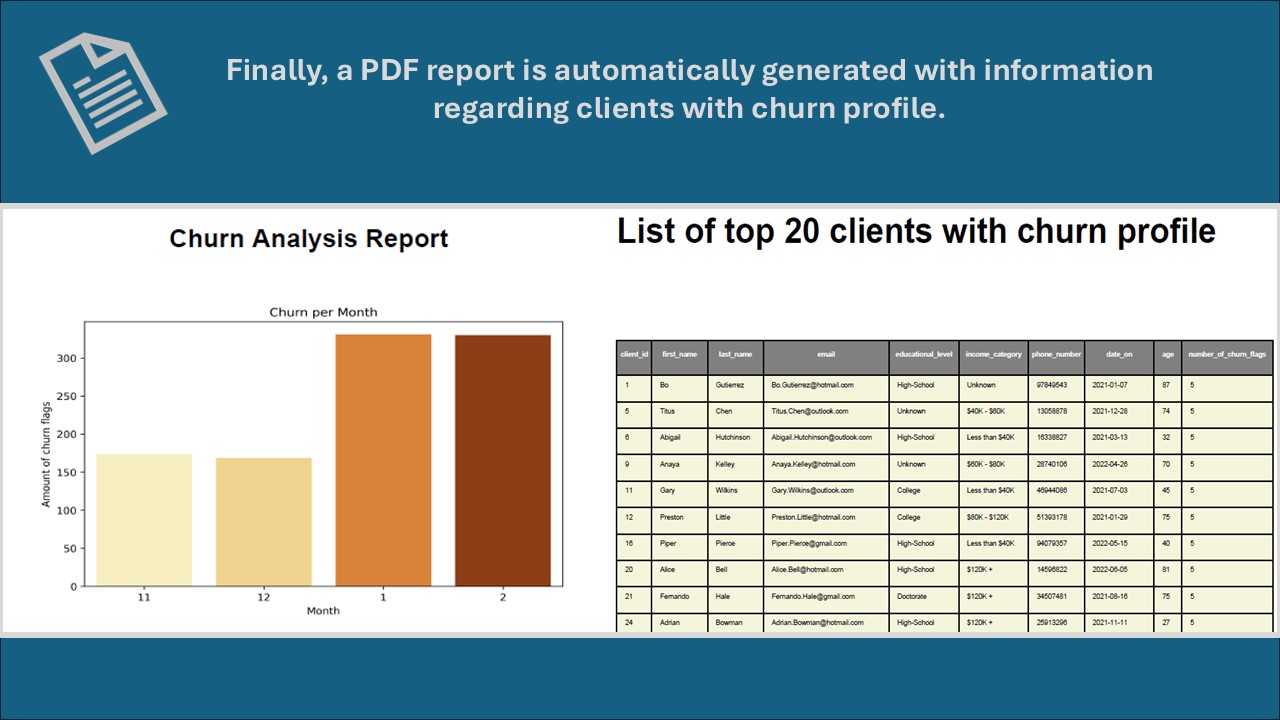 Finally, a PDF report is automatically generated with information
regarding clients with churn profile.
Churn Analysis Report
Churn per Month
Amount of churn flags
300
250
200
150
100
50
0
11 12 1 2
Month
List of top 20 clients with churn profile
client_id first_name last_name email educational_level income_category phone_number date_on age number_of_churn_flags
1 Bo Gutierrez Bo.Gutierrez@hotmail.com High-School Unknown 97849543 2021-01-07 87 5
5 Titus Chen Titus.Chen@outlook.com Unknown $40K - $60K 13058878 2021-12-28 74 5
6 Abigail Hutchinson Abigail.Hutchinson@outlook.com High-School Less than $40K 16338827 2021-03-13 32 5
9 Anaya Kelley Anaya.Kelley@hotmail.com Unknown $60K - $80K 28740106 2022-04-26 70 5
11 Gary Wilkins Gary.Wilkins@outlook.com College Less than $40K 46944086 2021-07-03 45 5
12 Preston Little Preston.Little@hotmail.com College $80K - $120K 51393178 2021-01-29 75 5
16 Piper Pierce Piper.Pierce@gmail.com High-School Less than $40K 94079357 2022-05-15 40 5
20 Alice Bell Alice.Bell@hotmail.com High-School $120K + 14596822 2022-06-05 81 5
21 Fernando Hale Fernando.Hale@gmail.com Doctorate $120K + 34507481 2021-08-16 75 5
24 Adrian Bowman Adrian.Bowman@hotmail.com High-School $120K + 25913296 2021-11-11 27 5